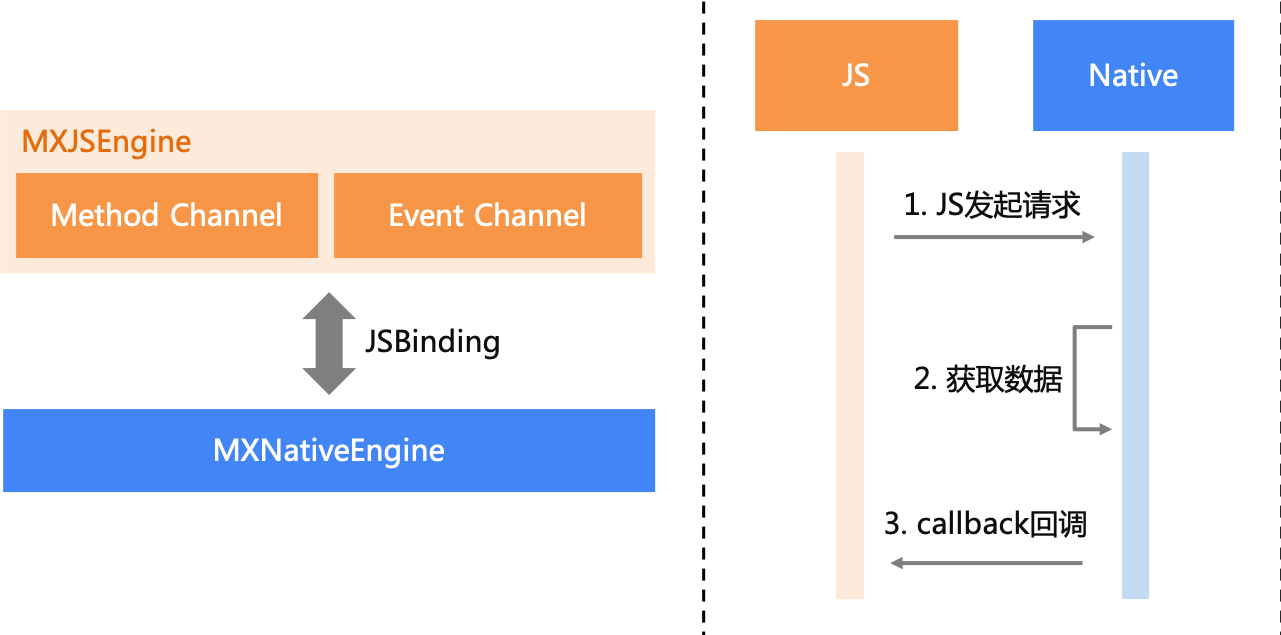 MXJSEngine
Method Channel
Event Channel
JSBinding
MXNativeEngine
JS
Native
1. JS发起请求
2. 获取数据
3. callback回调